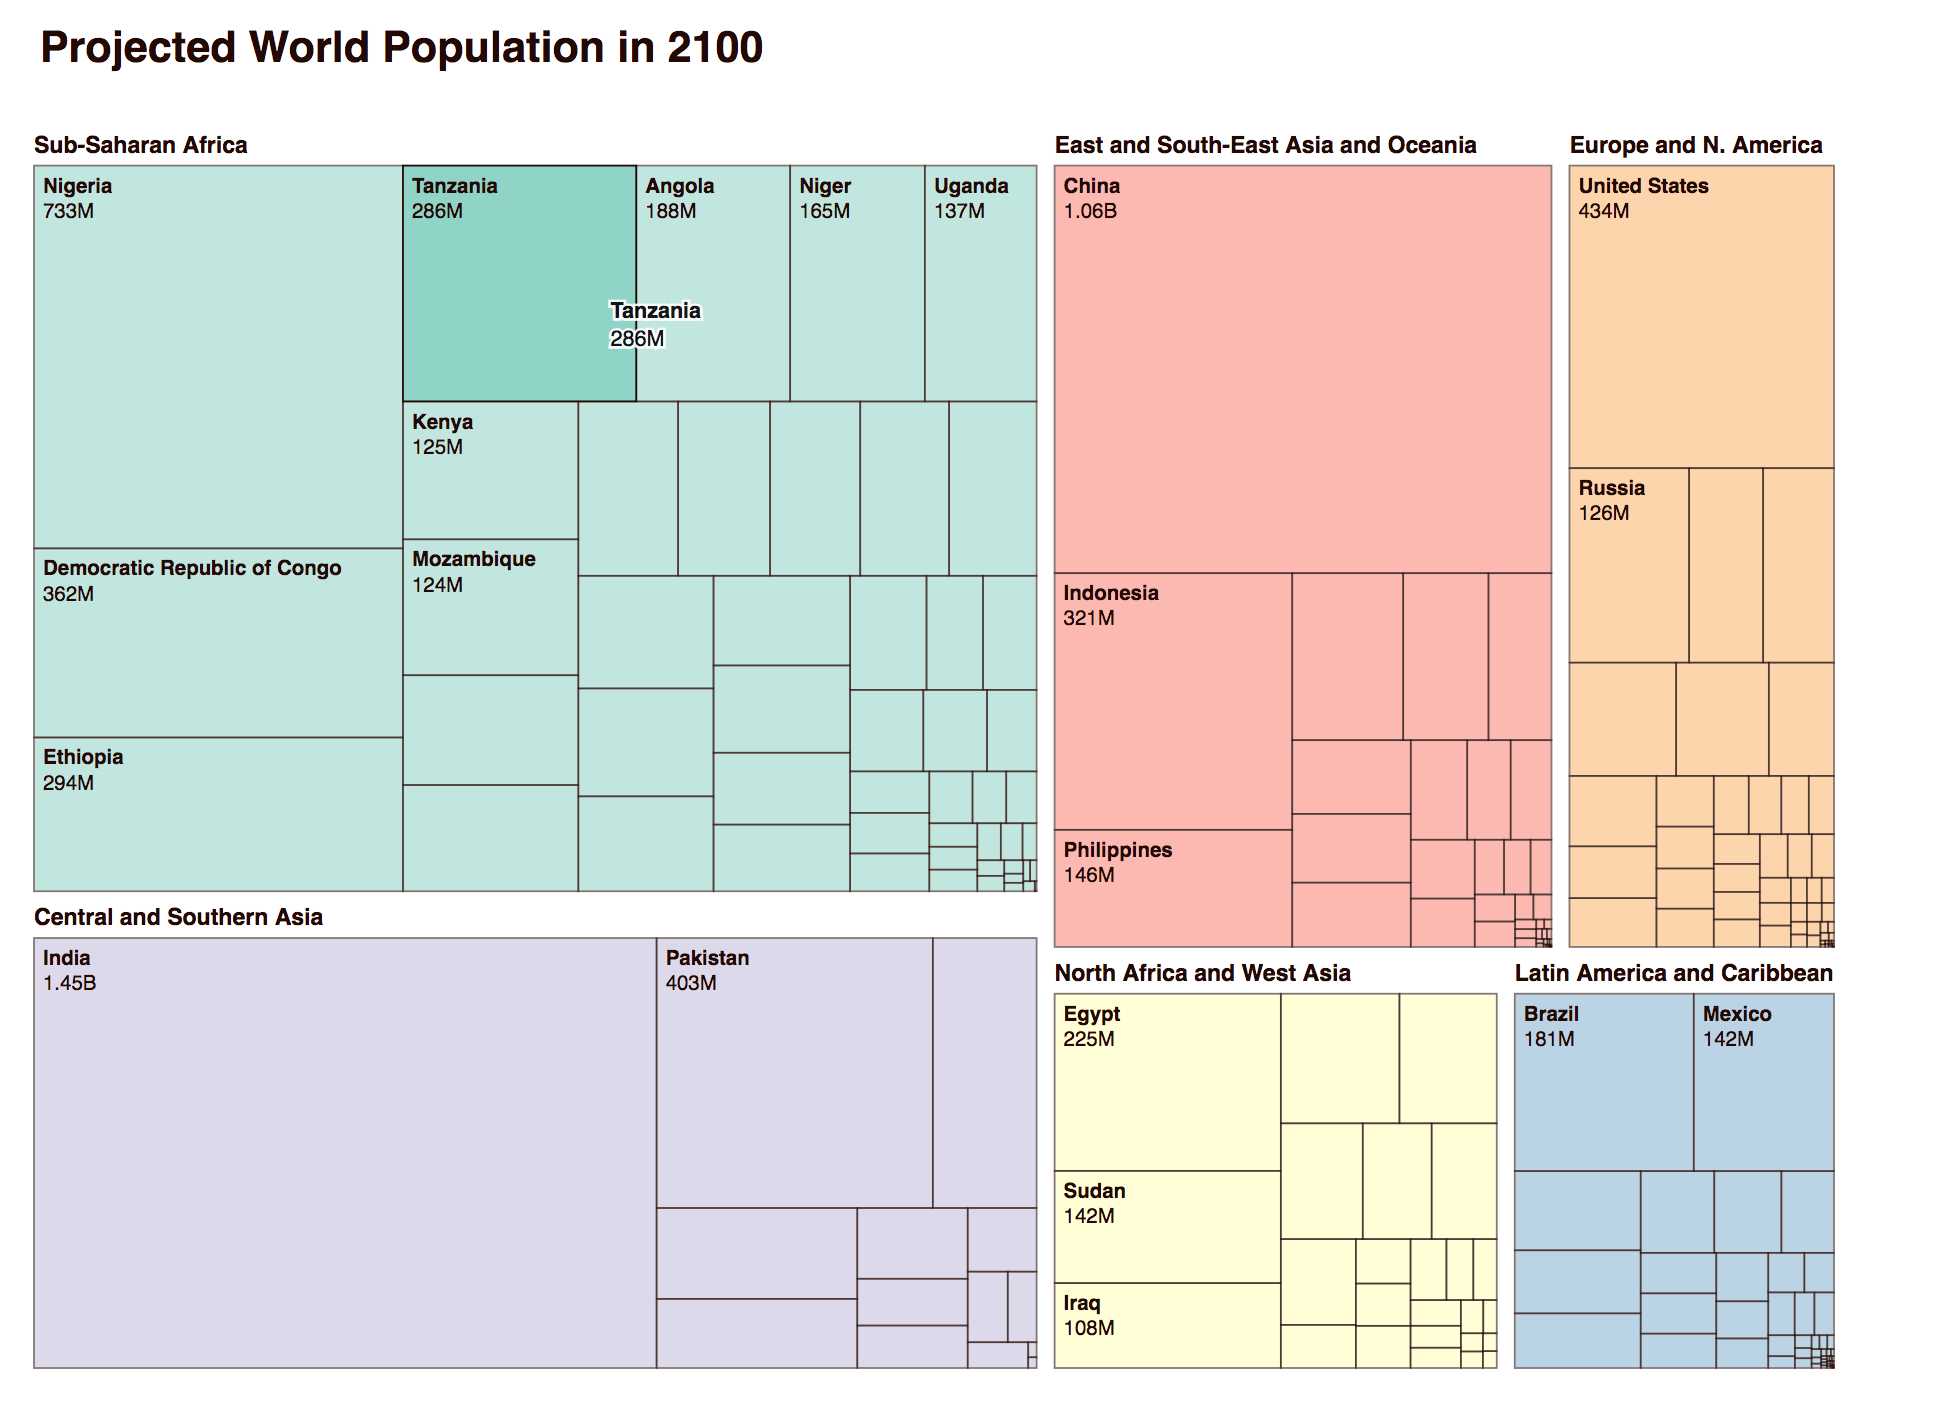 Projected World Population in 2100
Sub-Saharan Africa
Nigeria
733M
Tanzania
286M
Angola
188M
Niger
165M
Uganda
137M
Tanzania
286M
Kenya
125M
Democratic Republic of Congo
362M
Mozambique
124M
Ethiopia
294M
East and South-East Asia and Oceania
China
1.06B
Indonesia
321M
Philippines
146M
Europe and N. America
United States
434M
Russia
126M
Central and Southern Asia
India
1.45B
Pakistan
403M
North Africa and West Asia
Egypt
225M
Sudan
142M
Iraq
108M
Latin America and Caribbean
Brazil
181M
Mexico
142M